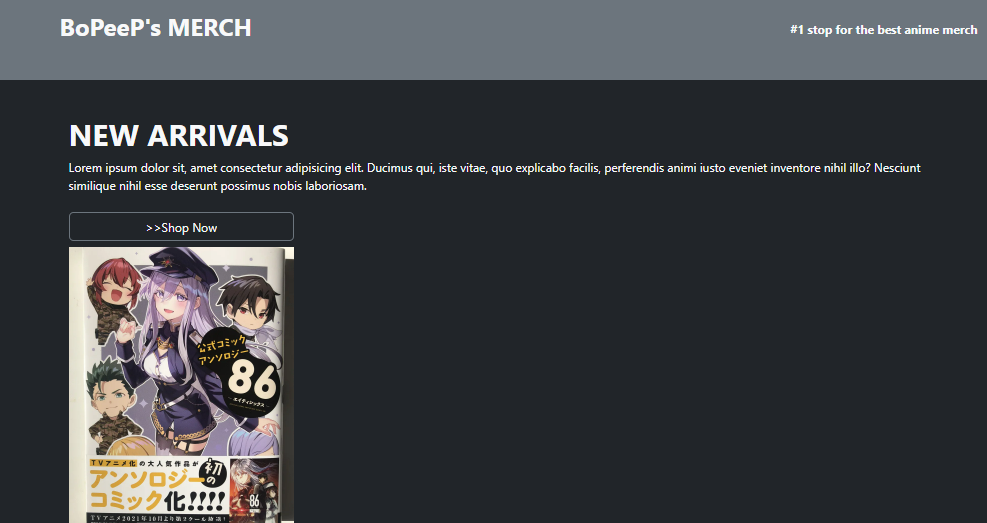 BoPeeP's MERCH
#1 stop for the best anime merch
NEW ARRIVALS
Lorem ipsum dolor sit, amet consectetur adipisicing elit. Ducimus qui, iste vitae, quo explicabo facilis, perferendis animi iusto eveniet inventore nihil illo? Nesciunt
similique nihil esse deserunt possimus nobis laboriosam.
>>Shop Now
公式コミック
アンソロジー
86
エイティシックス
TVアニメ化の大人気作品が
初の
アンソロジー
コミック化!!!!
86
TVアニメ2021年10月より第2クール放送!